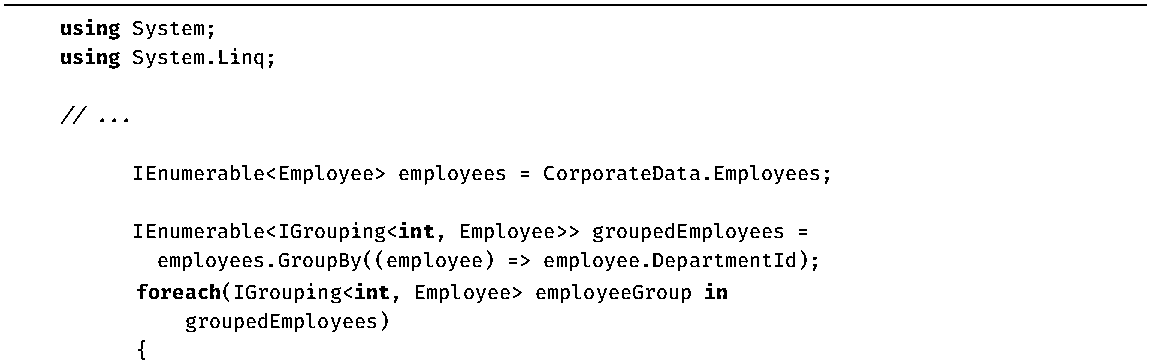 using System;
using System.Linq;
// ...
IEnumerable<Employee> employees = CorporateData.Employees;
IEnumerable<IGrouping<int, Employee>> groupedEmployees =
employees.GroupBy((employee) => employee.DepartmentId);
foreach(IGrouping<int, Employee> employeeGroup in
groupedEmployees)
{